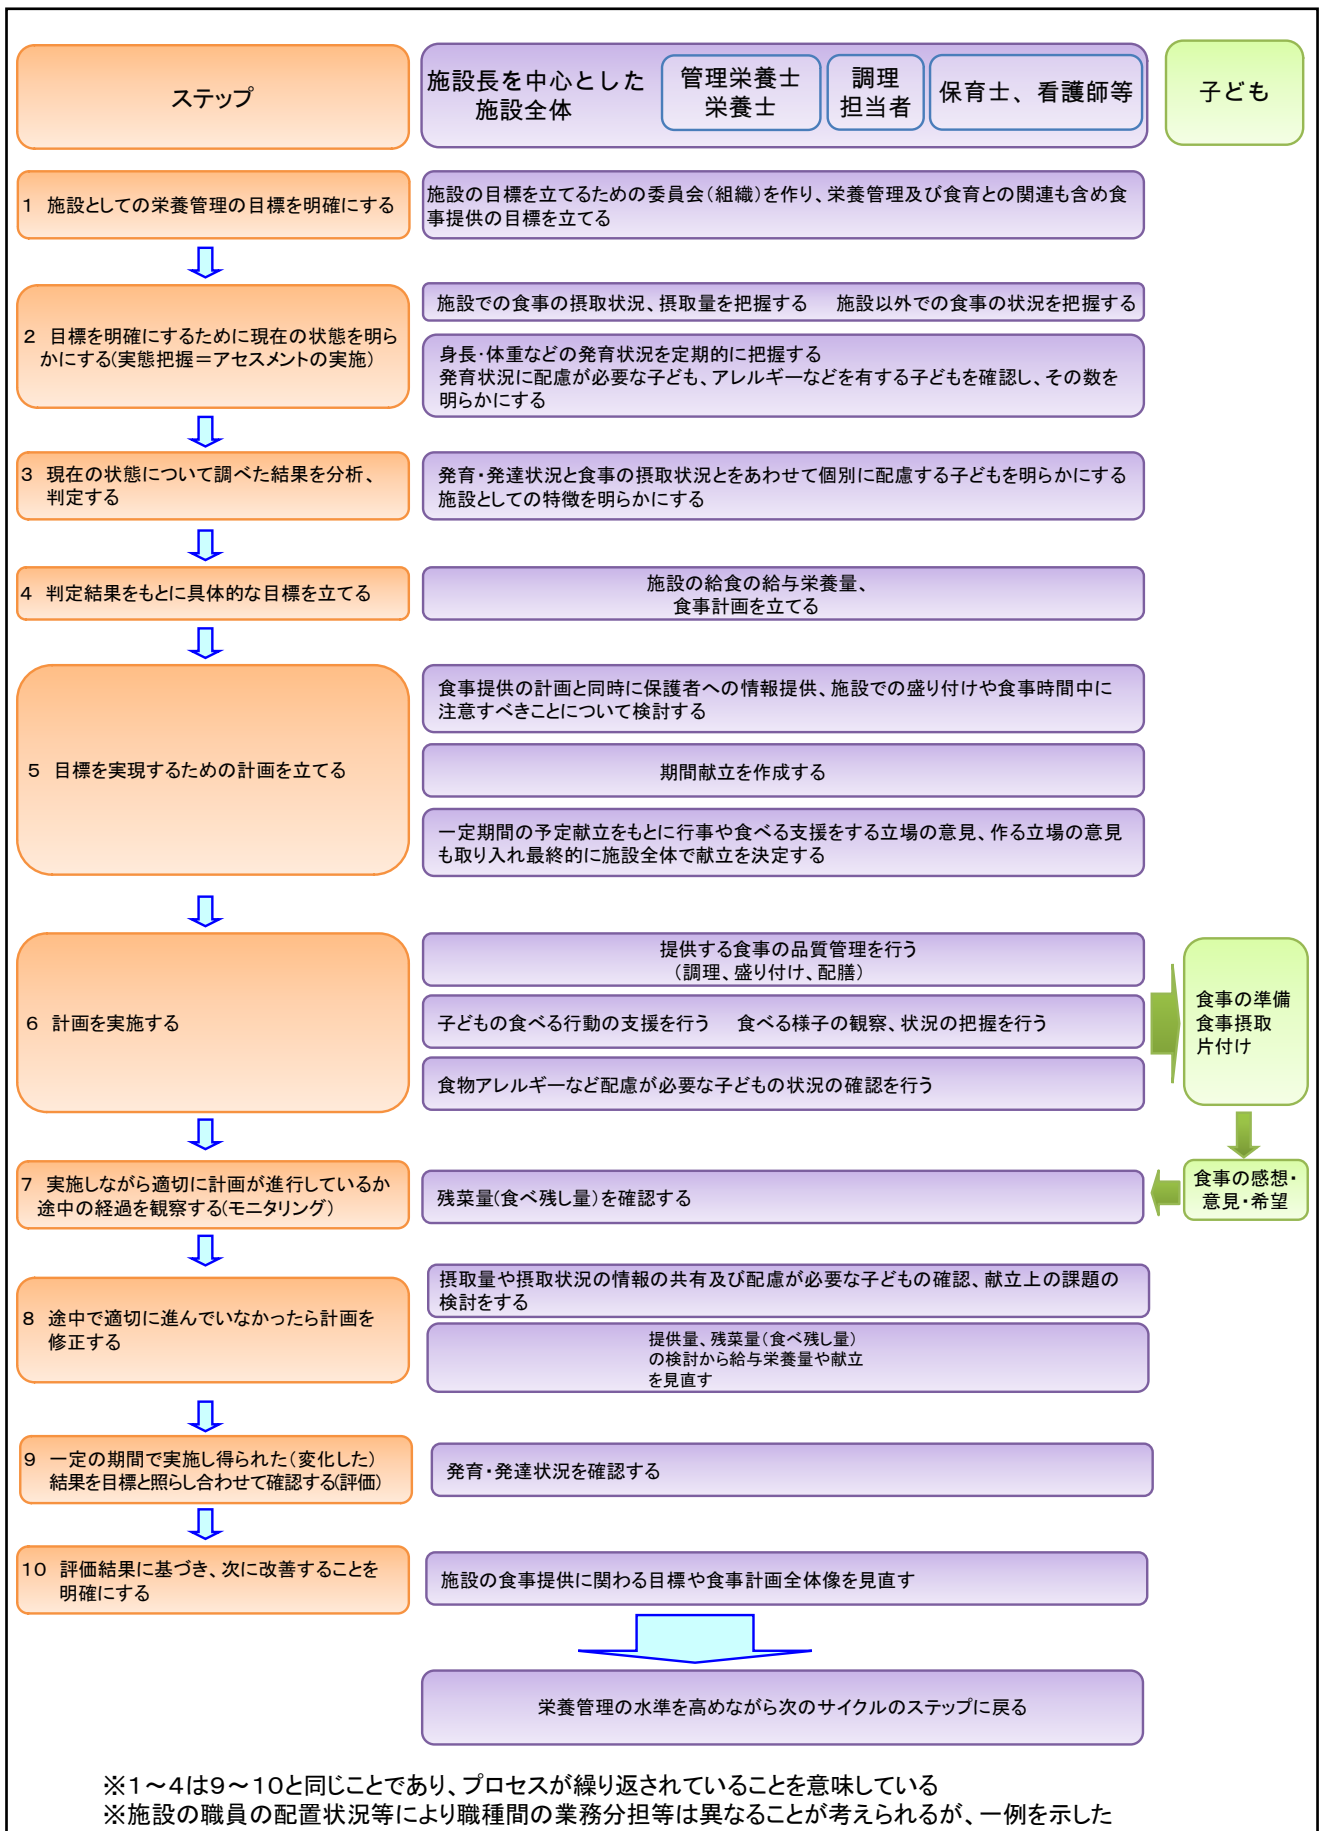 ステップ
施設長を中心とした
施設全体
管理栄養士
栄養士
調理
担当者
保育士、看護師等
子ども
1 施設としての栄養管理の目標を明確にする
施設の目標を立てるための委員会(組織)を作り、栄養管理及び食育との関連も含め食
事提供の目標を立てる
2 目標を明確にするために現在の状態を明ら
かにする(実態把握=アセスメントの実施)
施設での食事の摂取状況、摂取量を把握する 施設以外での食事の状況を把握する
身長・体重などの発育状況を定期的に把握する
発育状況に配慮が必要な子ども、アレルギーなどを有する子どもを確認し、その数を
明らかにする
3 現在の状態について調べた結果を分析、
判定する
発育・発達状況と食事の摂取状況とをあわせて個別に配慮する子どもを明らかにする
施設としての特徴を明らかにする
4 判定結果をもとに具体的な目標を立てる
施設の給食の給与栄養量、
食事計画を立てる
5 目標を実現するための計画を立てる
食事提供の計画と同時に保護者への情報提供、施設での盛り付けや食事時間中に
注意すべきことについて検討する
期間献立を作成する
一定期間の予定献立をもとに行事や食べる支援をする立場の意見、作る立場の意見
も取り入れ最終的に施設全体で献立を決定する
6 計画を実施する
提供する食事の品質管理を行う
(調理、盛り付け、配膳)
子どもの食べる行動の支援を行う 食べる様子の観察、状況の把握を行う
食物アレルギーなど配慮が必要な子どもの状況の確認を行う
食事の準備
食事摂取
片付け
7 実施しながら適切に計画が進行しているか
途中の経過を観察する(モニタリング)
残菜量(食べ残し量)を確認する
食事の感想・
意見・希望
8 途中で適切に進んでいなかったら計画を
修正する
摂取量や摂取状況の情報の共有及び配慮が必要な子どもの確認、献立上の課題の
検討をする
提供量、残菜量(食べ残し量)
の検討から給与栄養量や献立
を見直す
9 一定の期間で実施し得られた(変化した)
結果を目標と照らし合わせて確認する(評価)
発育・発達状況を確認する
10 評価結果に基づき、次に改善することを
明確にする
施設の食事提供に関わる目標や食事計画全体像を見直す
栄養管理の水準を高めながら次のサイクルのステップに戻る
※1~4は9~10と同じことであり、プロセスが繰り返されていることを意味している
※施設の職員の配置状況等により職種間の業務分担等は異なることが考えられるが、一例を示した